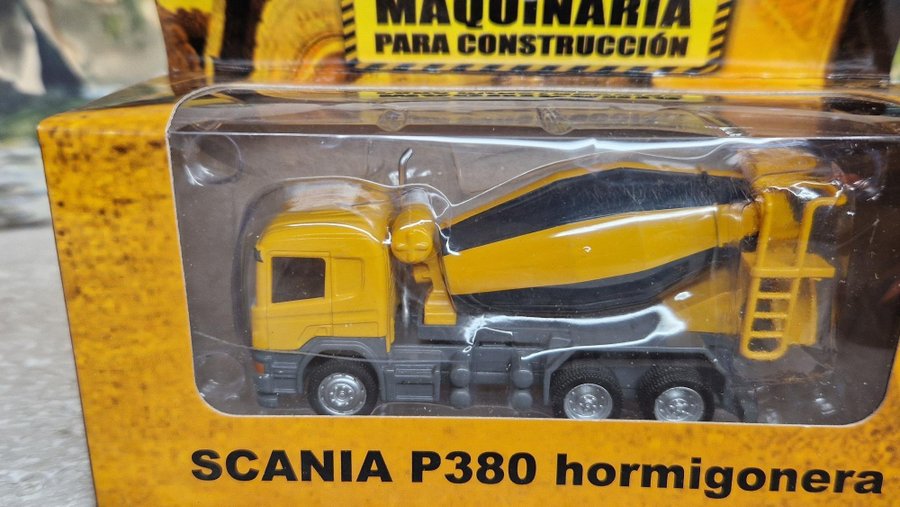 MAQUiNARIA
PARA CONSTRUCCIÓN
SCANIA P380 hormigonera